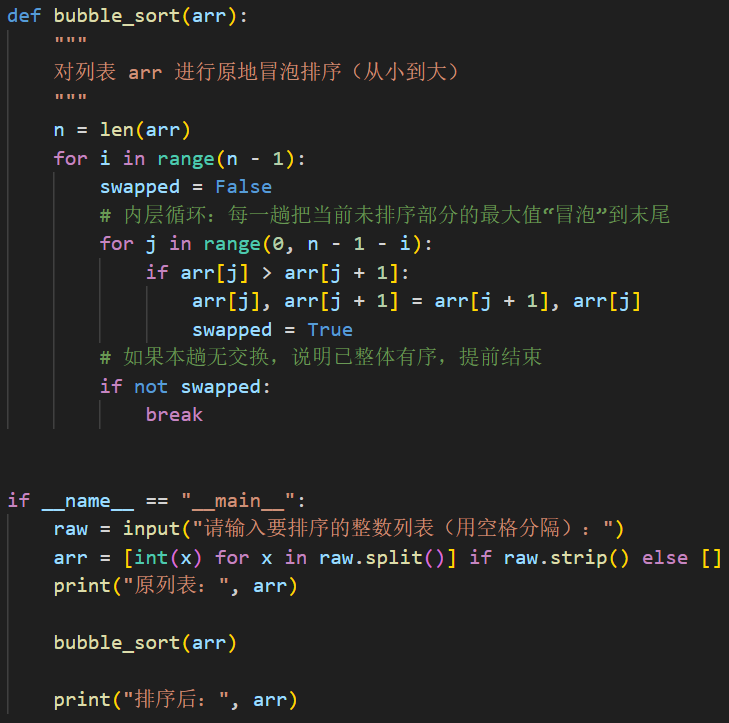 def bubble_sort(arr):
    """
    对列表 arr 进行原地冒泡排序（从小到大）
    """
    n = len(arr)
    for i in range(n - 1):
        swapped = False
        # 内层循环：每一趟把当前未排序部分的最大值“冒泡”到末尾
        for j in range(0, n - 1 - i):
            if arr[j] > arr[j + 1]:
                arr[j], arr[j + 1] = arr[j + 1], arr[j]
                swapped = True
        # 如果本趟无交换，说明已整体有序，提前结束
        if not swapped:
            break
if __name__ == "__main__":
    raw = input("请输入要排序的整数列表（用空格分隔）：")
    arr = [int(x) for x in raw.split()] if raw.strip() else []
    print("原列表：", arr)
    bubble_sort(arr)
    print("排序后：", arr)